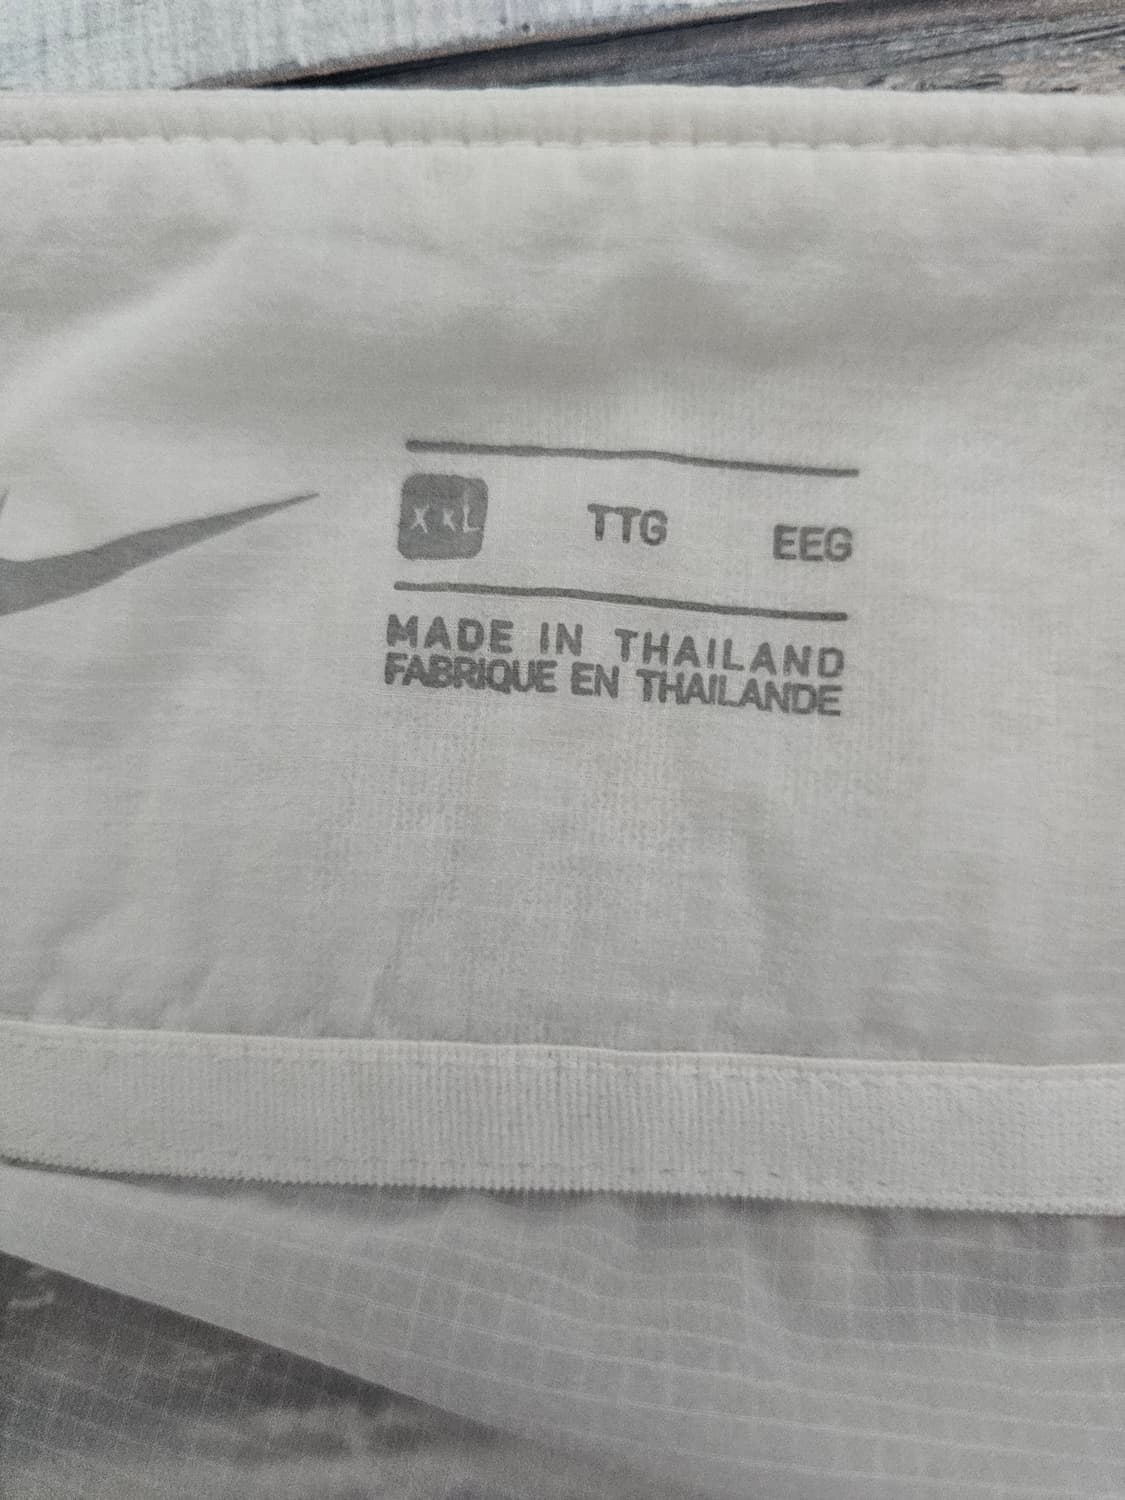 XXL TTG EEG
MADE IN THAILAND
FABRIQUE EN THAILANDE